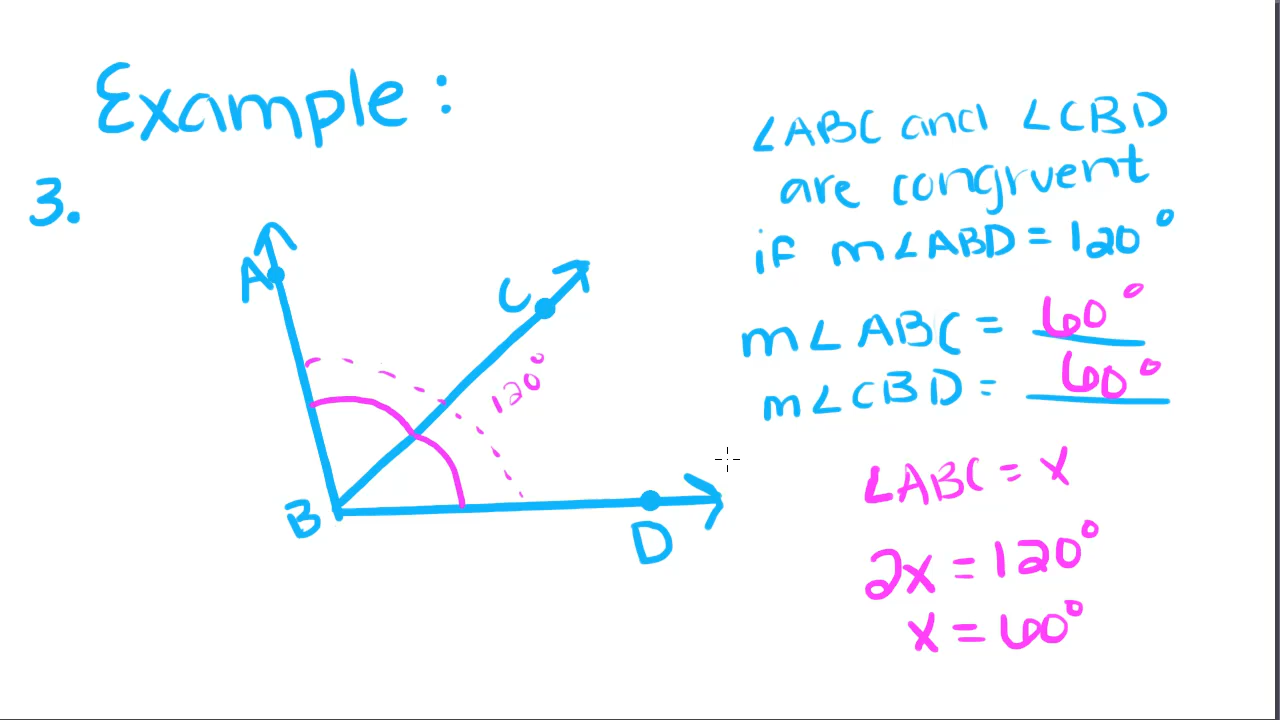 Example:
3.
A
C
B
D
120°
∠ABC and ∠CBD
are congruent
if m∠ABD = 120°
m∠ABC = 60°
m∠CBD = 60°
∠ABC = x
2x = 120°
x = 60°